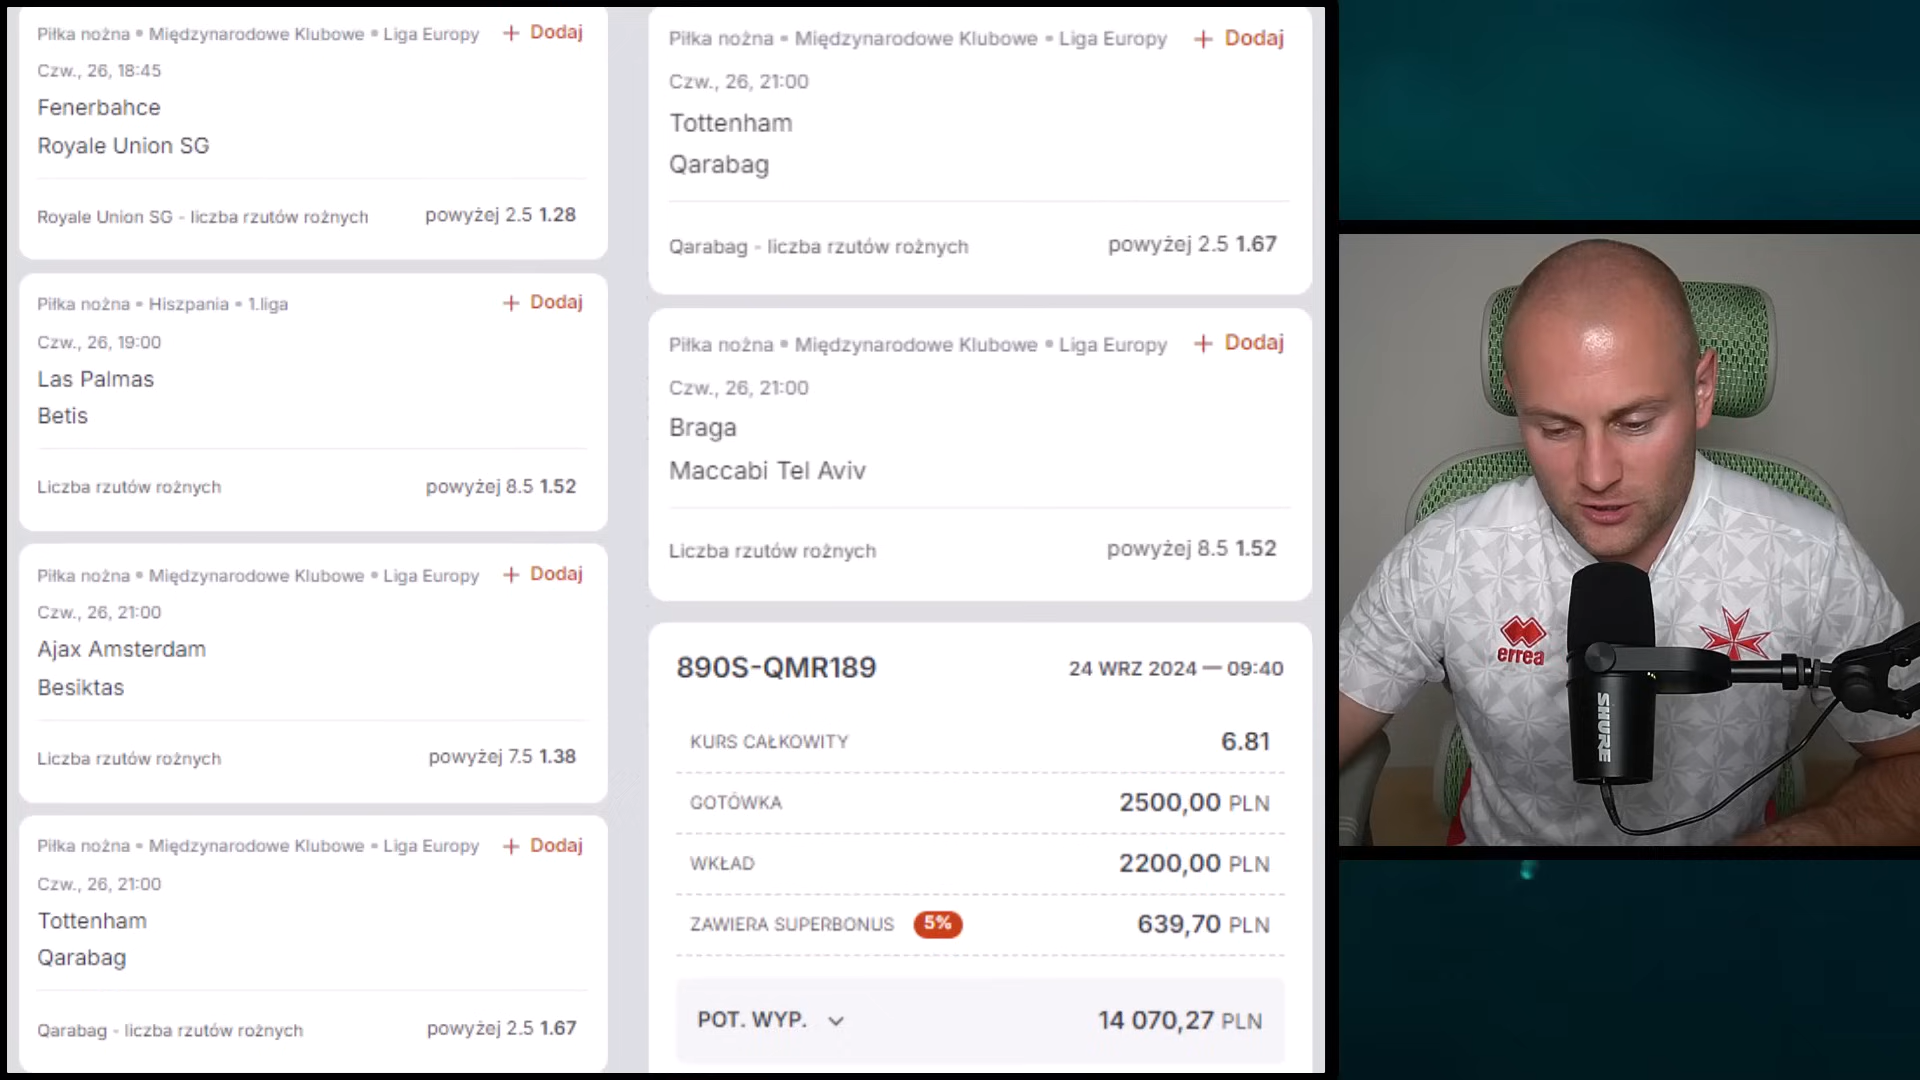 Piłka nożna • Międzynarodowe Klubowe • Liga Europy + Dodaj
Czw., 26, 18:45
Fenerbahce
Royale Union SG
Royale Union SG - liczba rzutów rożnych powyżej 2.5 1.28
Piłka nożna • Hiszpania • 1.liga + Dodaj
Czw., 26, 19:00
Las Palmas
Betis
Liczba rzutów rożnych powyżej 8.5 1.52
Piłka nożna • Międzynarodowe Klubowe • Liga Europy + Dodaj
Czw., 26, 21:00
Ajax Amsterdam
Besiktas
Liczba rzutów rożnych powyżej 7.5 1.38
Piłka nożna • Międzynarodowe Klubowe • Liga Europy + Dodaj
Czw., 26, 21:00
Tottenham
Qarabag
Qarabag - liczba rzutów rożnych powyżej 2.5 1.67
Piłka nożna • Międzynarodowe Klubowe • Liga Europy + Dodaj
Czw., 26, 21:00
Tottenham
Qarabag
Qarabag - liczba rzutów rożnych powyżej 2.5 1.67
Piłka nożna • Międzynarodowe Klubowe • Liga Europy + Dodaj
Czw., 26, 21:00
Braga
Maccabi Tel Aviv
Liczba rzutów rożnych powyżej 8.5 1.52
890S-QMR189 24 WRZ 2024 — 09:40
KURS CAŁKOWITY 6.81
GOTÓWKA 2500,00 PLN
WKŁAD 2200,00 PLN
ZAWIERA SUPERBONUS 5% 639,70 PLN
POT. WYP. 14 070,27 PLN
errea
SHURE